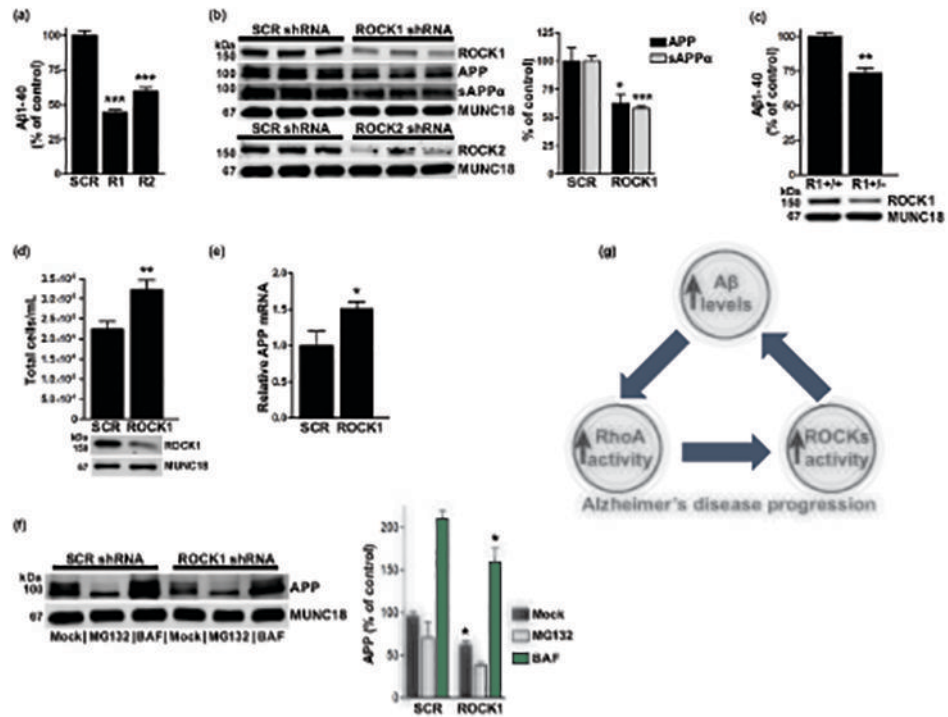 (a)
Aβ1-40
(% of control)
100
75
50
25
0
***
***
SCR R1 R2
(b)
SCR shRNA ROCK1 shRNA
kDa
150 ROCK1
100 APP
100 sAPPα
67 MUNC18
SCR shRNA ROCK2 shRNA
150 ROCK2
67 MUNC18
APP
sAPPα
% of control
125
100
75
50
25
0
* ***
SCR ROCK1
(c)
Aβ1-40
(% of control)
100
75
50
25
0
**
R1+/+ R1+/-
kDa
150 ROCK1
67 MUNC18
(d)
Total cells/mL
**
SCR ROCK1
kDa
150 ROCK1
67 MUNC18
(e)
Relative APP mRNA
2.0
1.5
1.0
0.5
0.0
*
SCR ROCK1
(g)
Aβ
levels
RhoA
activity
ROCKs
activity
Alzheimer's disease progression
(f)
SCR shRNA ROCK1 shRNA
kDa
100 APP
67 MUNC18
Mock|MG132|BAF|Mock|MG132|BAF
APP (% of control)
200
150
100
50
0
*
*
Mock
MG132
BAF
SCR ROCK1